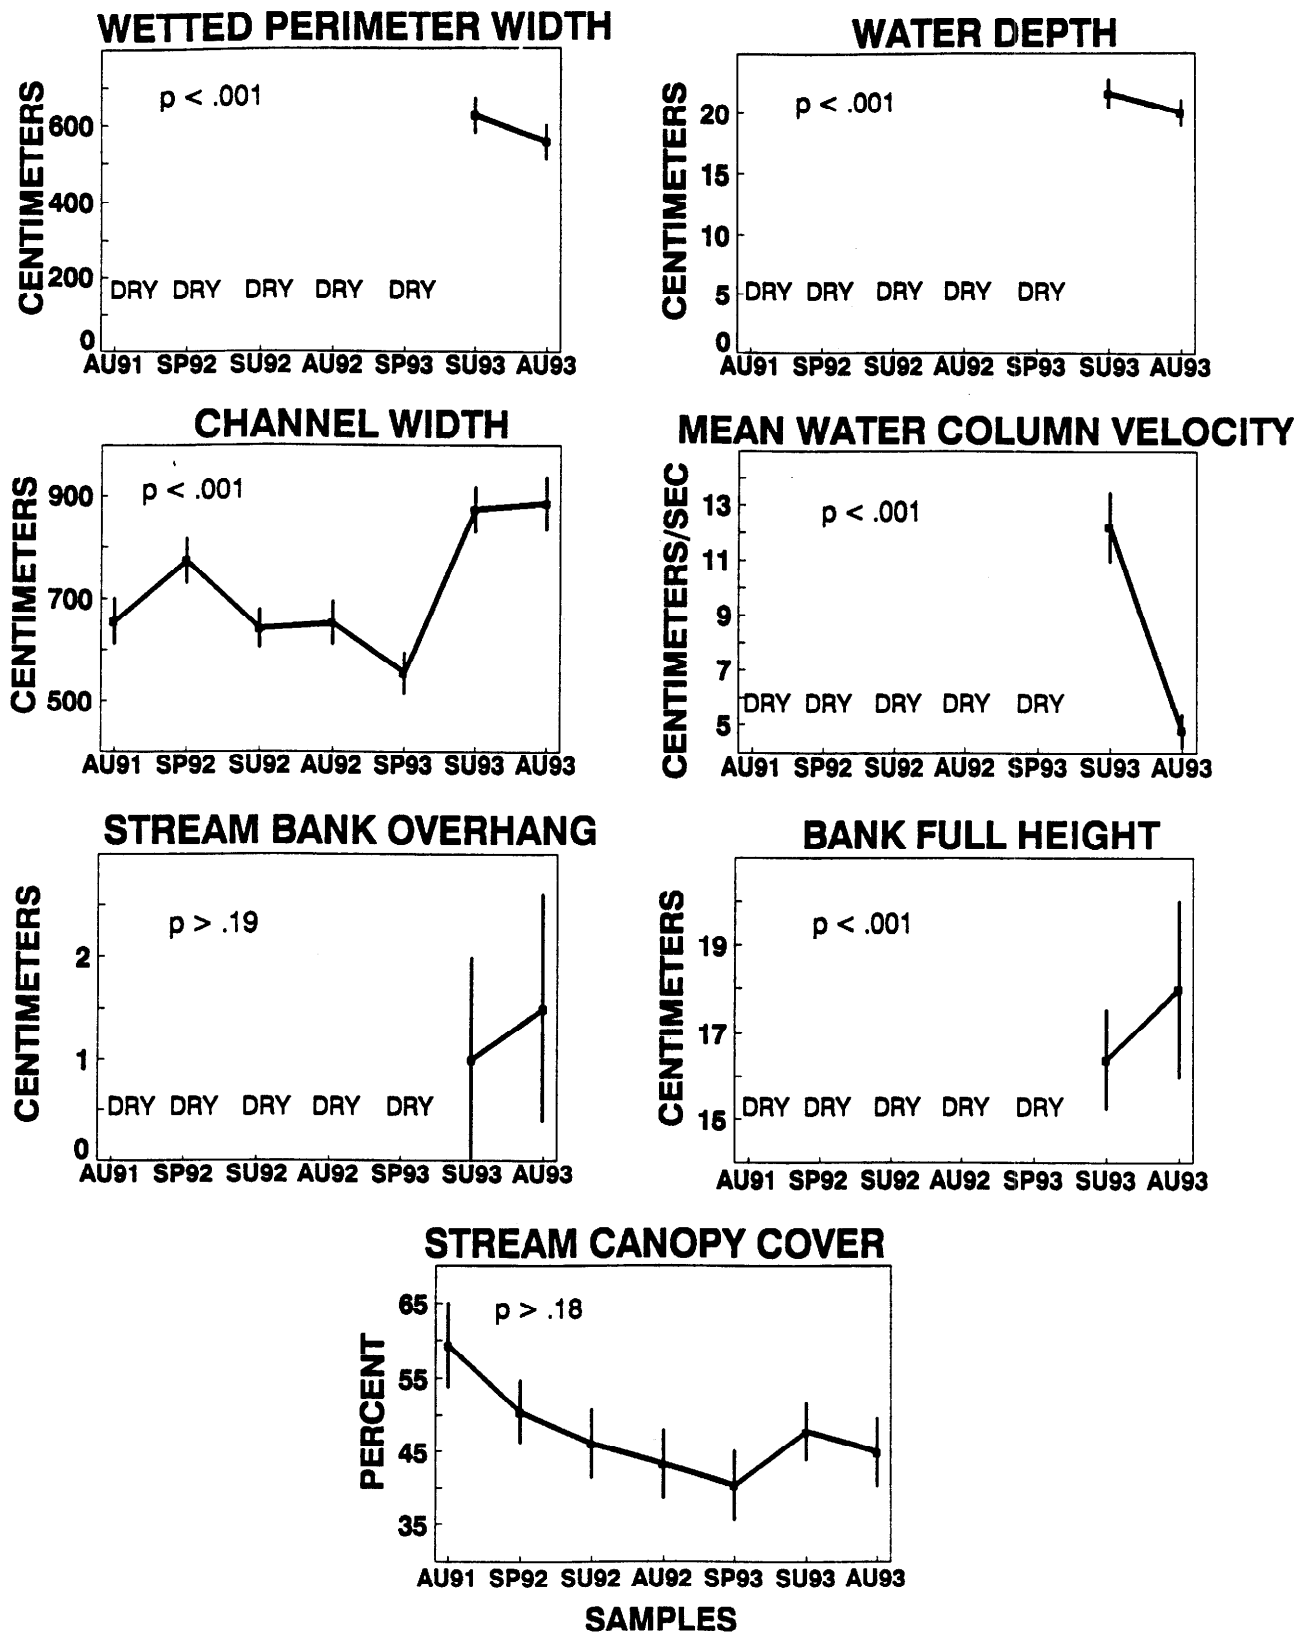 WETTED PERIMETER WIDTH
CENTIMETERS
p < .001
600
400
200
0
DRY DRY DRY DRY DRY
AU91 SP92 SU92 AU92 SP93 SU93 AU93
WATER DEPTH
CENTIMETERS
p < .001
20
15
10
5
0
DRY DRY DRY DRY DRY
AU91 SP92 SU92 AU92 SP93 SU93 AU93
CHANNEL WIDTH
CENTIMETERS
p < .001
900
700
500
AU91 SP92 SU92 AU92 SP93 SU93 AU93
MEAN WATER COLUMN VELOCITY
CENTIMETERS/SEC
p < .001
13
11
9
7
5
DRY DRY DRY DRY DRY
AU91 SP92 SU92 AU92 SP93 SU93 AU93
STREAM BANK OVERHANG
CENTIMETERS
p > .19
2
1
0
DRY DRY DRY DRY DRY
AU91 SP92 SU92 AU92 SP93 SU93 AU93
BANK FULL HEIGHT
CENTIMETERS
p < .001
19
17
15
DRY DRY DRY DRY DRY
AU91 SP92 SU92 AU92 SP93 SU93 AU93
STREAM CANOPY COVER
PERCENT
p > .18
65
55
45
35
AU91 SP92 SU92 AU92 SP93 SU93 AU93
SAMPLES